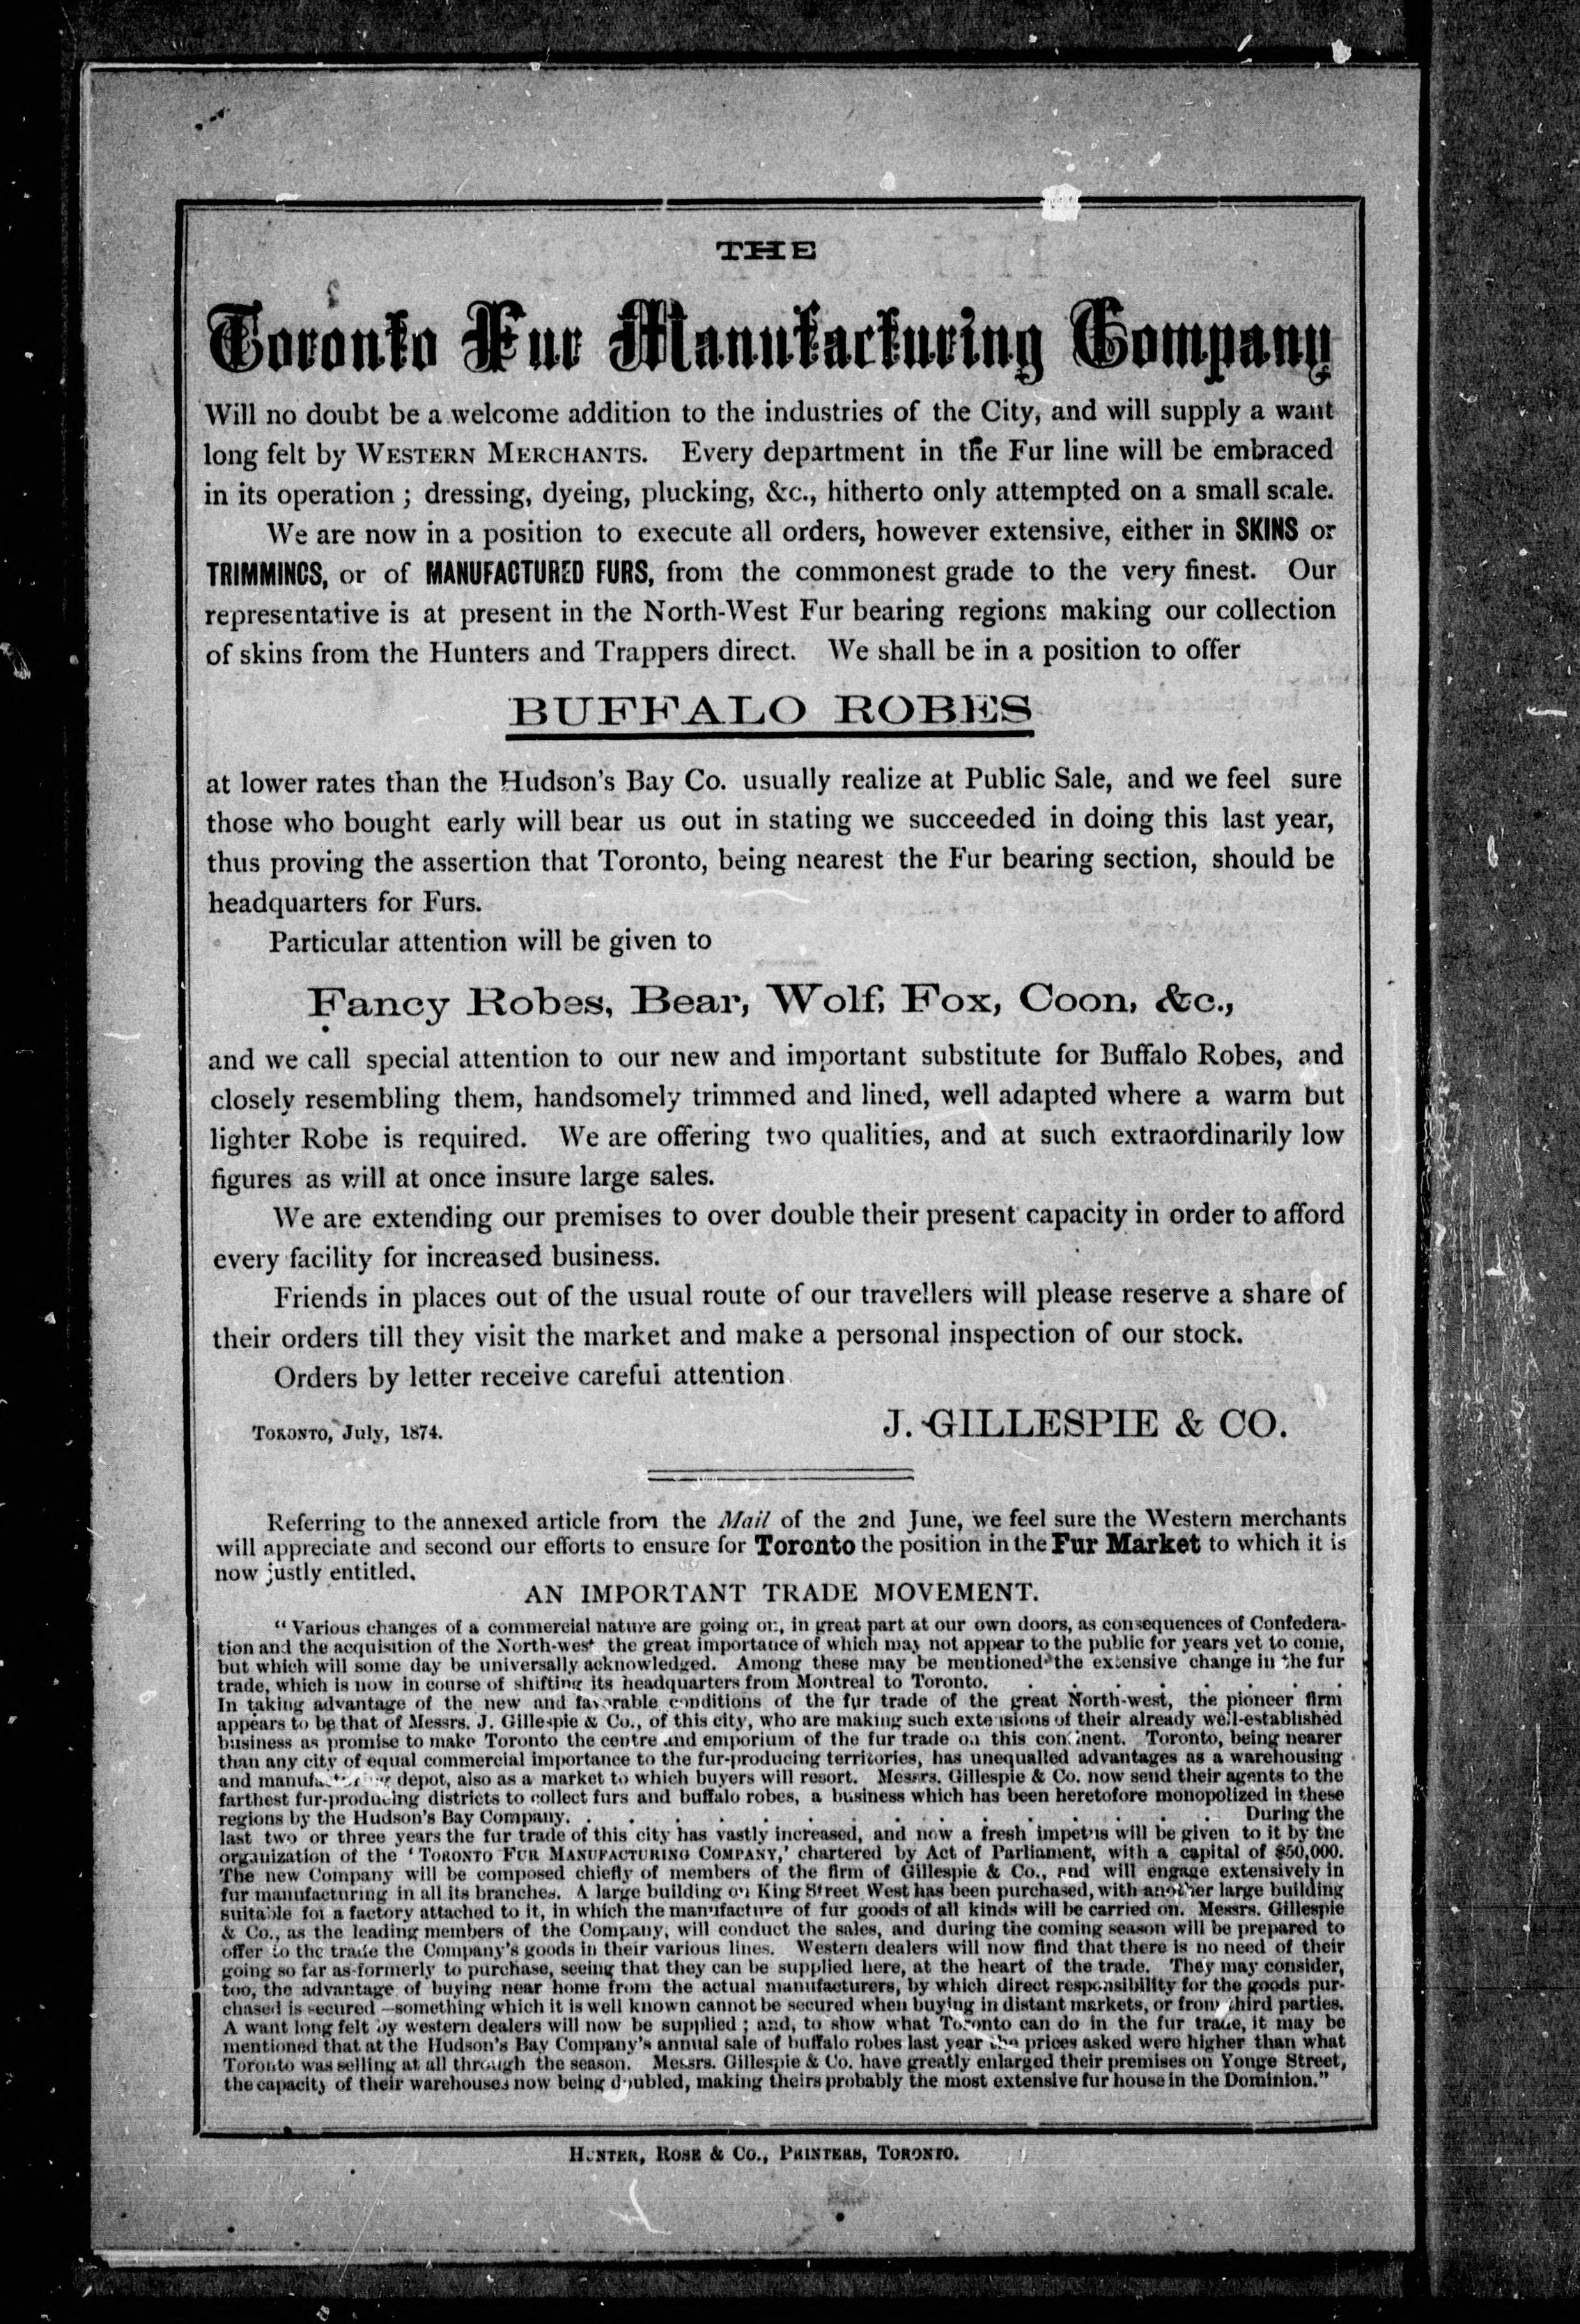 THE
Toronto Fur Manufacturing Company
Will no doubt be a welcome addition to the industries of the City, and will supply a want
long felt by WESTERN MERCHANTS. Every department in the Fur line will be embraced
in its operation ; dressing, dyeing, plucking, &c., hitherto only attempted on a small scale.
We are now in a position to execute all orders, however extensive, either in SKINS or
TRIMMINGS, or of MANUFACTURED FURS, from the commonest grade to the very finest. Our
representative is at present in the North-West Fur bearing regions making our collection
of skins from the Hunters and Trappers direct. We shall be in a position to offer
BUFFALO ROBES
at lower rates than the Hudson's Bay Co. usually realize at Public Sale, and we feel sure
those who bought early will bear us out in stating we succeeded in doing this last year,
thus proving the assertion that Toronto, being nearest the Fur bearing section, should be
headquarters for Furs.
Particular attention will be given to
Fancy Robes, Bear, Wolf, Fox, Coon, &c.,
and we call special attention to our new and important substitute for Buffalo Robes, and
closely resembling them, handsomely trimmed and lined, well adapted where a warm but
lighter Robe is required. We are offering two qualities, and at such extraordinarily low
figures as will at once insure large sales.
We are extending our premises to over double their present capacity in order to afford
every facility for increased business.
Friends in places out of the usual route of our travellers will please reserve a share of
their orders till they visit the market and make a personal inspection of our stock.
Orders by letter receive careful attention.
TORONTO, July, 1874.
J. GILLESPIE & CO.
Referring to the annexed article from the Mail of the 2nd June, we feel sure the Western merchants
will appreciate and second our efforts to ensure for Toronto the position in the Fur Market to which it is
now justly entitled.
AN IMPORTANT TRADE MOVEMENT.
"Various changes of a commercial nature are going on, in great part at our own doors, as consequences of Confedera-
tion and the acquisition of the North-west the great importance of which may not appear to the public for years yet to come,
but which will some day be universally acknowledged. Among these may be mentioned the extensive change in the fur
trade, which is now in course of shifting its headquarters from Montreal to Toronto. . . . . . . .
In taking advantage of the new and favorable conditions of the fur trade of the great North-west, the pioneer firm
appears to be that of Messrs. J. Gillespie & Co., of this city, who are making such extensions of their already well-established
business as promise to make Toronto the centre and emporium of the fur trade on this continent. Toronto, being nearer
than any city of equal commercial importance to the fur-producing territories, has unequalled advantages as a warehousing
and manufacturing depot, also as a market to which buyers will resort. Messrs. Gillespie & Co. now send their agents to the
farthest fur-producing districts to collect furs and buffalo robes, a business which has been heretofore monopolized in these
regions by the Hudson's Bay Company. . . . . . . . . . . . . . . During the
last two or three years the fur trade of this city has vastly increased, and now a fresh impetus will be given to it by the
organization of the 'TORONTO FUR MANUFACTURING COMPANY,' chartered by Act of Parliament, with a capital of $50,000.
The new Company will be composed chiefly of members of the firm of Gillespie & Co., and will engage extensively in
fur manufacturing in all its branches. A large building on King Street West has been purchased, with another large building
suitable for a factory attached to it, in which the manufacture of fur goods of all kinds will be carried on. Messrs. Gillespie
& Co., as the leading members of the Company, will conduct the sales, and during the coming season will be prepared to
offer to the trade the Company's goods in their various lines. Western dealers will now find that there is no need of their
going so far as formerly to purchase, seeing that they can be supplied here, at the heart of the trade. They may consider,
too, the advantage of buying near home from the actual manufacturers, by which direct responsibility for the goods pur-
chased is secured—something which it is well known cannot be secured when buying in distant markets, or from third parties.
A want long felt by western dealers will now be supplied ; and, to show what Toronto can do in the fur trade, it may be
mentioned that at the Hudson's Bay Company's annual sale of buffalo robes last year the prices asked were higher than what
Toronto was selling at all through the season. Messrs. Gillespie & Co. have greatly enlarged their premises on Yonge Street,
the capacity of their warehouses now being doubled, making theirs probably the most extensive fur house in the Dominion."
HUNTER, ROSE & CO., PRINTERS, TORONTO.